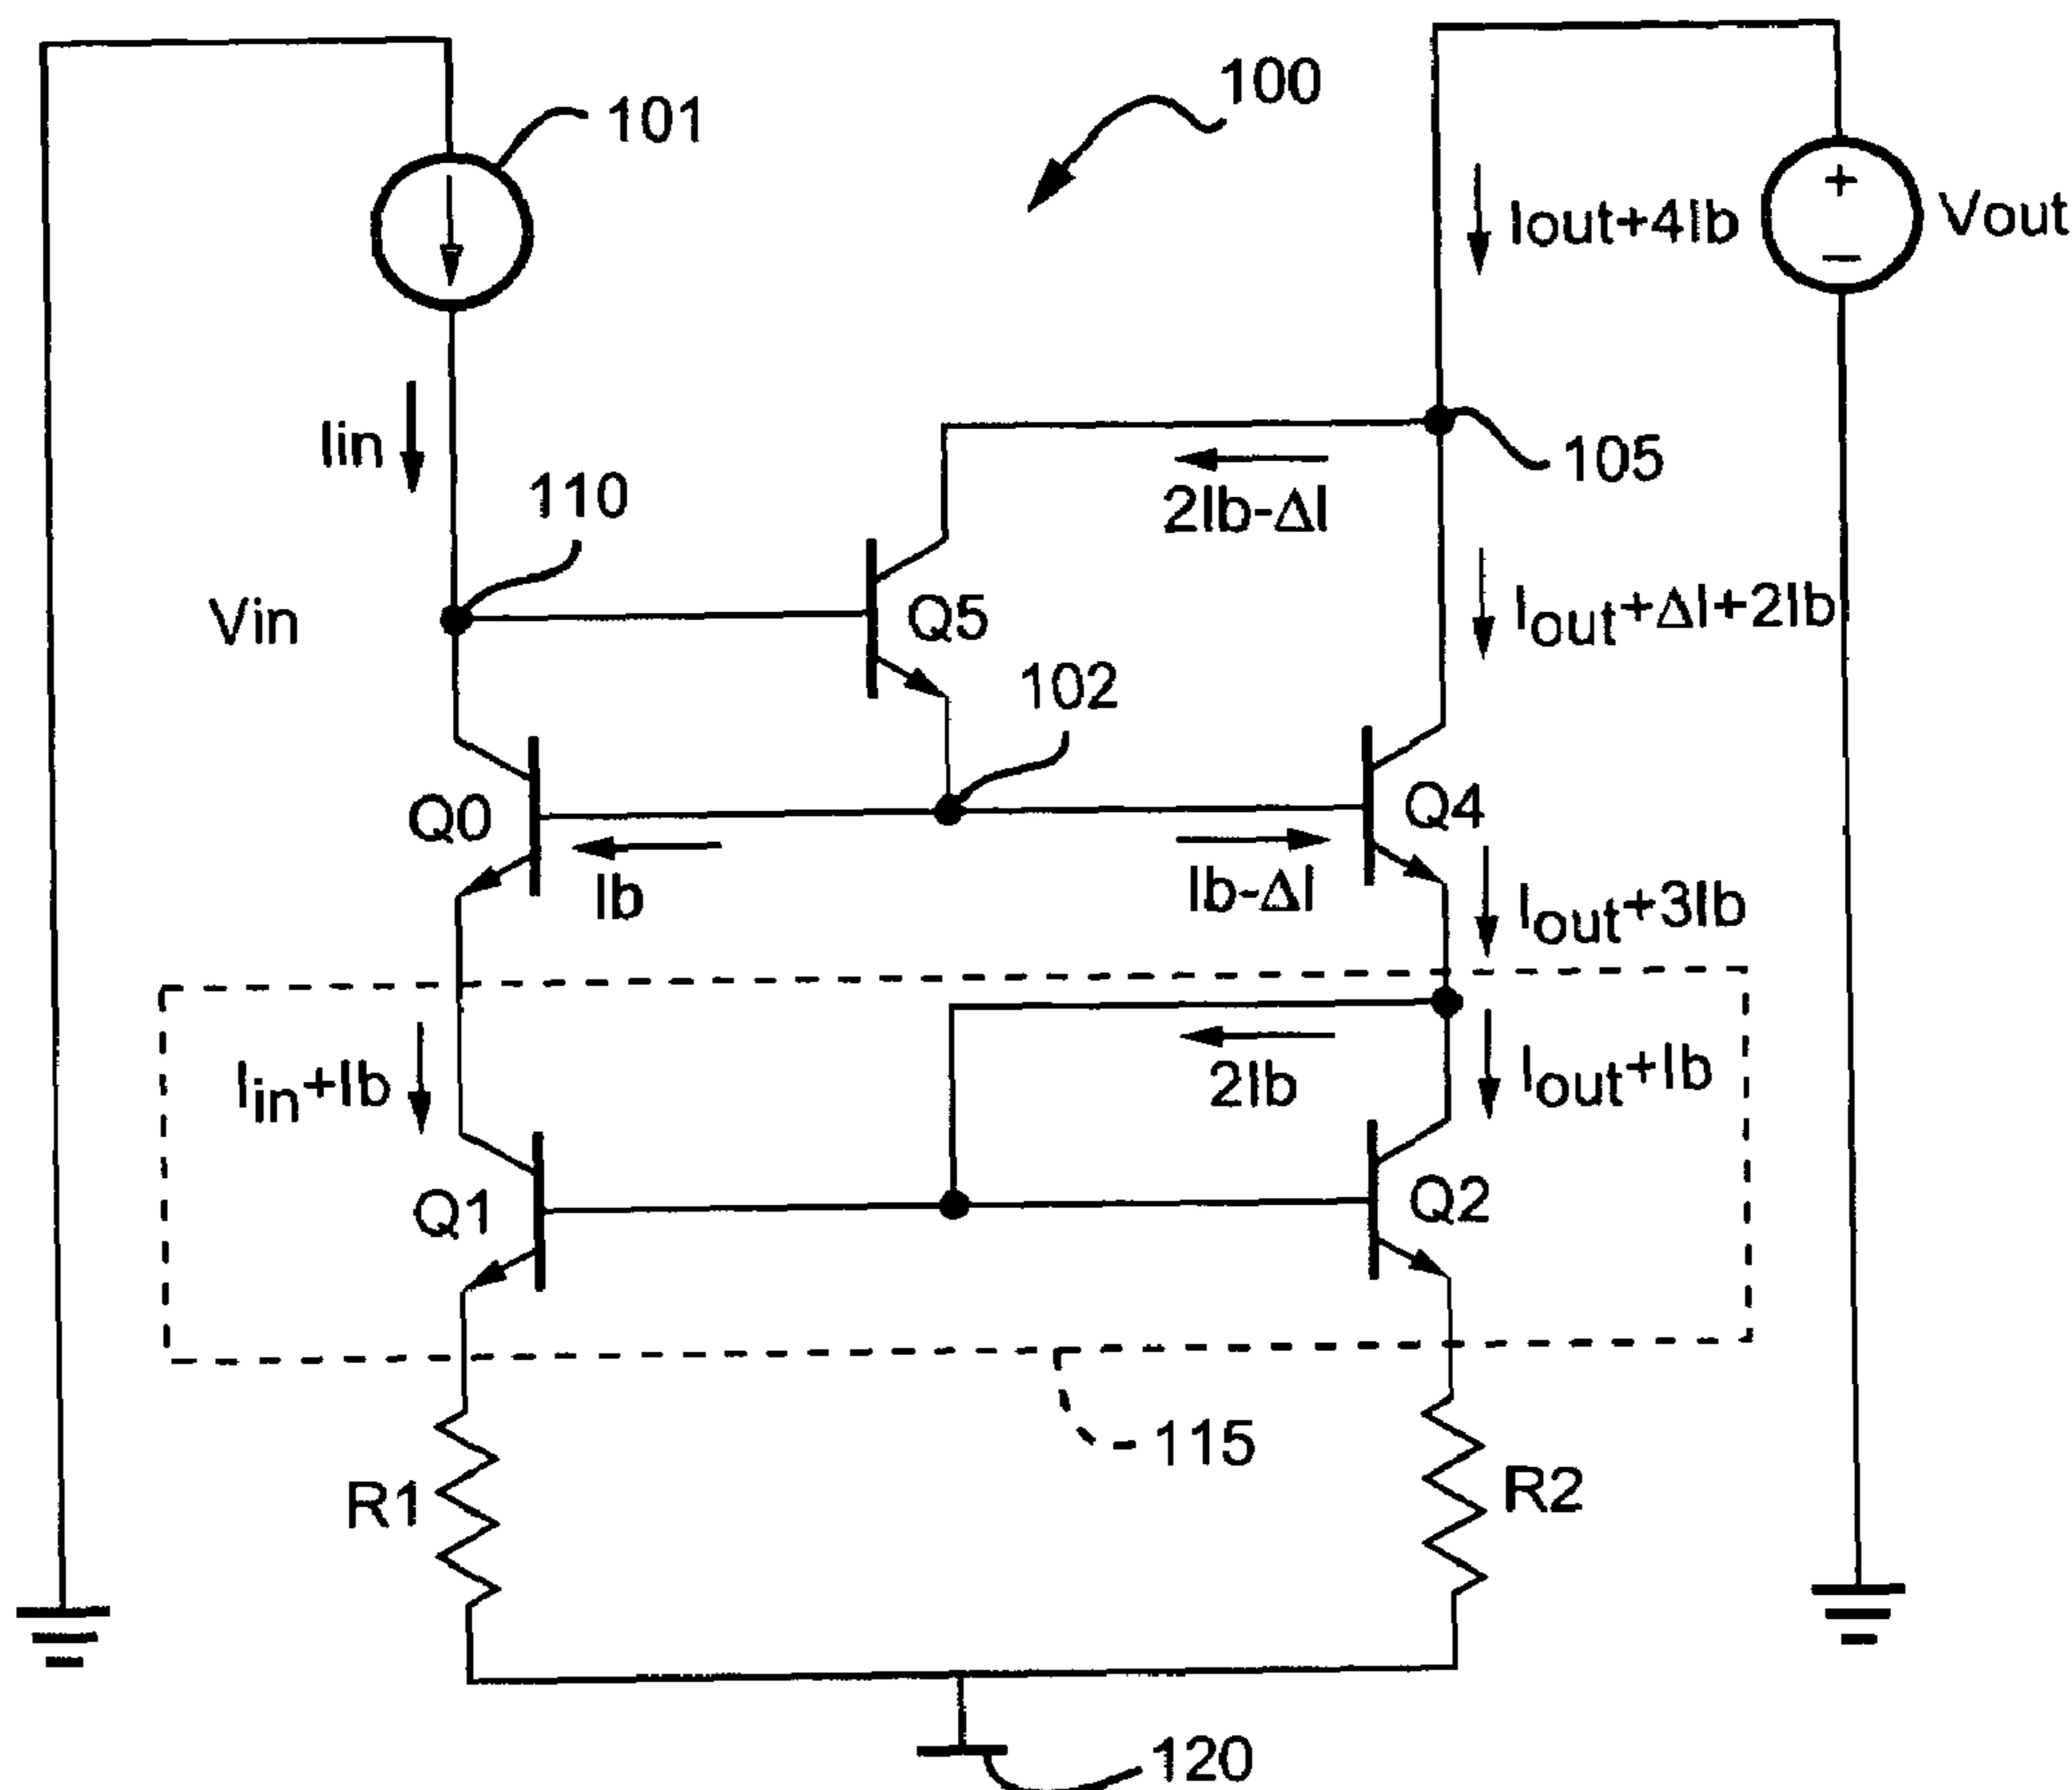 100
101
Iout+4Ib
+
−
Vout
Iin
110
105
2Ib-ΔI
Vin
Q5
Iout+ΔI+2Ib
102
Q0
Q4
Ib
Ib-ΔI
Iout+3Ib
Iin+Ib
2Ib
Iout+Ib
Q1
Q2
115
R1
R2
120